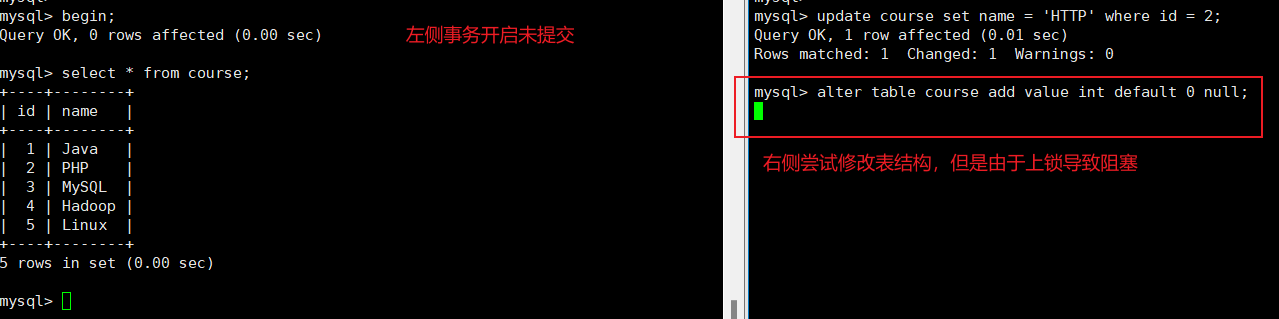 mysql> begin;
Query OK, 0 rows affected (0.00 sec)
左侧事务开启未提交
mysql> select * from course;
+----+--------+
| id | name   |
+----+--------+
|  1 | Java   |
|  2 | PHP    |
|  3 | MySQL  |
|  4 | Hadoop |
|  5 | Linux  |
+----+--------+
5 rows in set (0.00 sec)
mysql>
mysql> update course set name = 'HTTP' where id = 2;
Query OK, 1 row affected (0.01 sec)
Rows matched: 1  Changed: 1  Warnings: 0
mysql> alter table course add value int default 0 null;
右侧尝试修改表结构，但是由于上锁导致阻塞